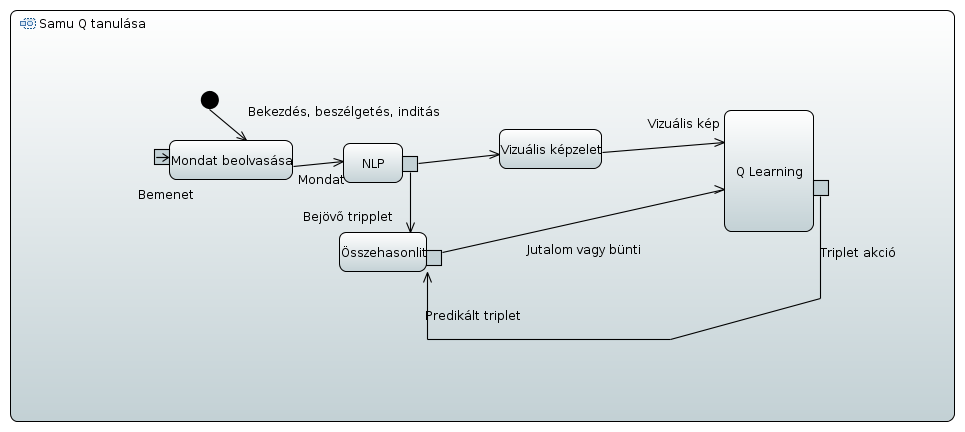 Samu Q tanulása
Bekezdés, beszélgetés, inditás
Vizuális kép
Mondat beolvasása
NLP
Vizuális képzelet
Q Learning
Mondat
Bemenet
Bejövő tripplet
Összehasonlit
Jutalom vagy bünti
Triplet akció
Predikált triplet